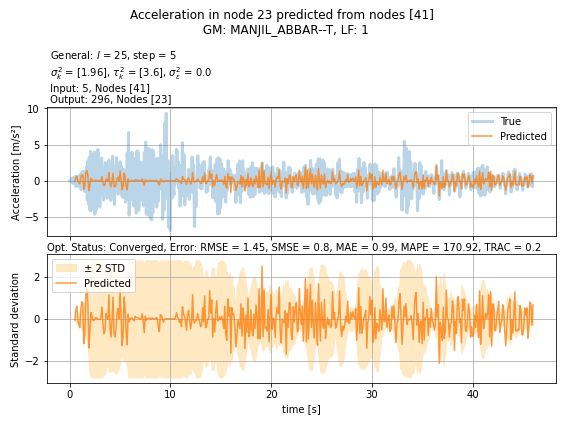 Acceleration in node 23 predicted from nodes [41]
GM: MANJIL_ABBAR--T, LF: 1
General: l = 25, step = 5
σ²ₖ = [1.96], τ²ₖ = [3.6], σ²ε = 0.0
Input: 5, Nodes [41]
Output: 296, Nodes [23]
10
5
0
−5
Acceleration [m/s²]
True
Predicted
Opt. Status: Converged, Error: RMSE = 1.45, SMSE = 0.8, MAE = 0.99, MAPE = 170.92, TRAC = 0.2
2
0
−2
Standard deviation
± 2 STD
Predicted
0
10
20
30
40
time [s]